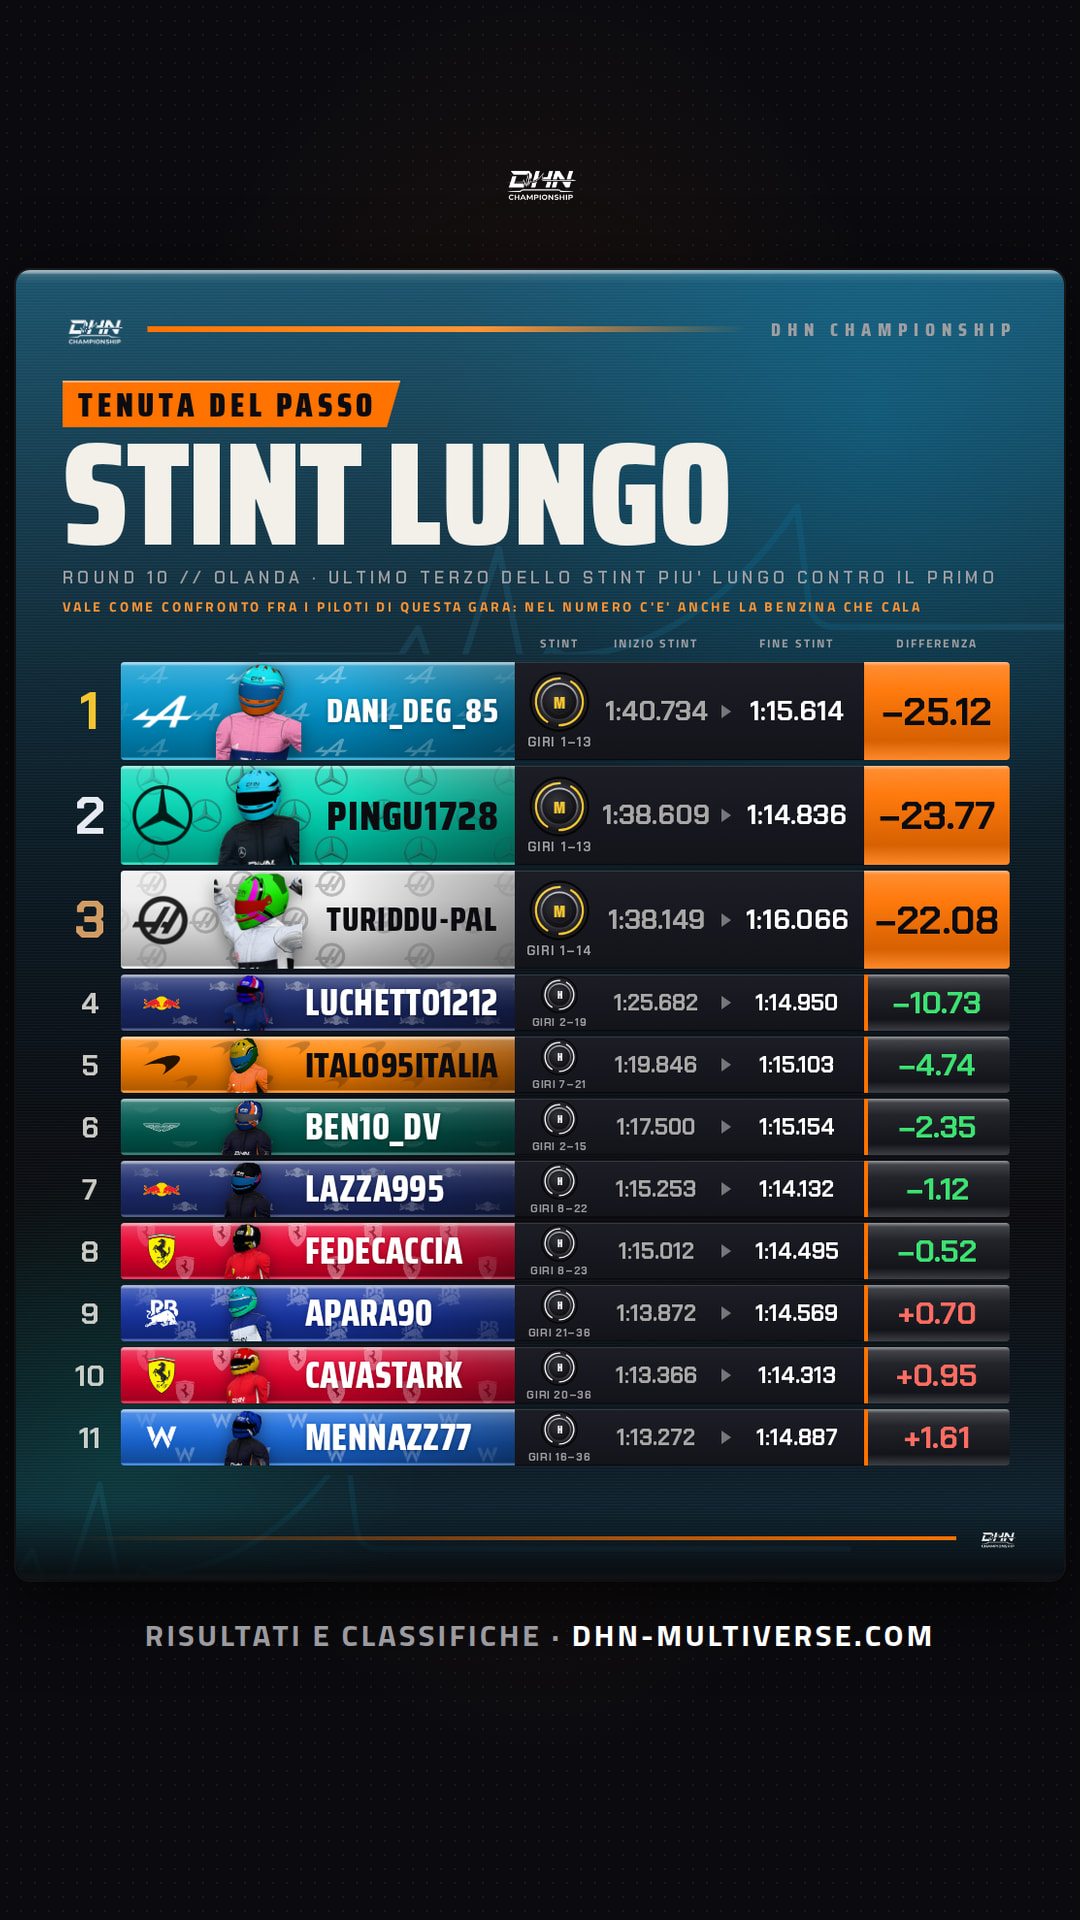 DHN
CHAMPIONSHIP
DHN
CHAMPIONSHIP
DHN CHAMPIONSHIP
TENUTA DEL PASSO
STINT LUNGO
ROUND 10 // OLANDA · ULTIMO TERZO DELLO STINT PIU' LUNGO CONTRO IL PRIMO
VALE COME CONFRONTO FRA I PILOTI DI QUESTA GARA: NEL NUMERO C'E' ANCHE LA BENZINA CHE CALA
STINT INIZIO STINT FINE STINT DIFFERENZA
1 DANI_DEG_85 M GIRI 1–13 1:40.734 1:15.614 –25.12
2 PINGU1728 M GIRI 1–13 1:38.609 1:14.836 –23.77
3 TURIDDU-PAL M GIRI 1–14 1:38.149 1:16.066 –22.08
4 LUCHETTO1212 H GIRI 2–19 1:25.682 1:14.950 –10.73
5 ITALO95ITALIA H GIRI 7–21 1:19.846 1:15.103 –4.74
6 BEN10_DV H GIRI 2–15 1:17.500 1:15.154 –2.35
7 LAZZA995 H GIRI 8–22 1:15.253 1:14.132 –1.12
8 FEDECACCIA H GIRI 8–23 1:15.012 1:14.495 –0.52
9 APARA90 H GIRI 21–36 1:13.872 1:14.569 +0.70
10 CAVASTARK H GIRI 20–36 1:13.366 1:14.313 +0.95
11 MENNAZZ77 H GIRI 16–36 1:13.272 1:14.887 +1.61
DHN
CHAMPIONSHIP
RISULTATI E CLASSIFICHE · DHN-MULTIVERSE.COM